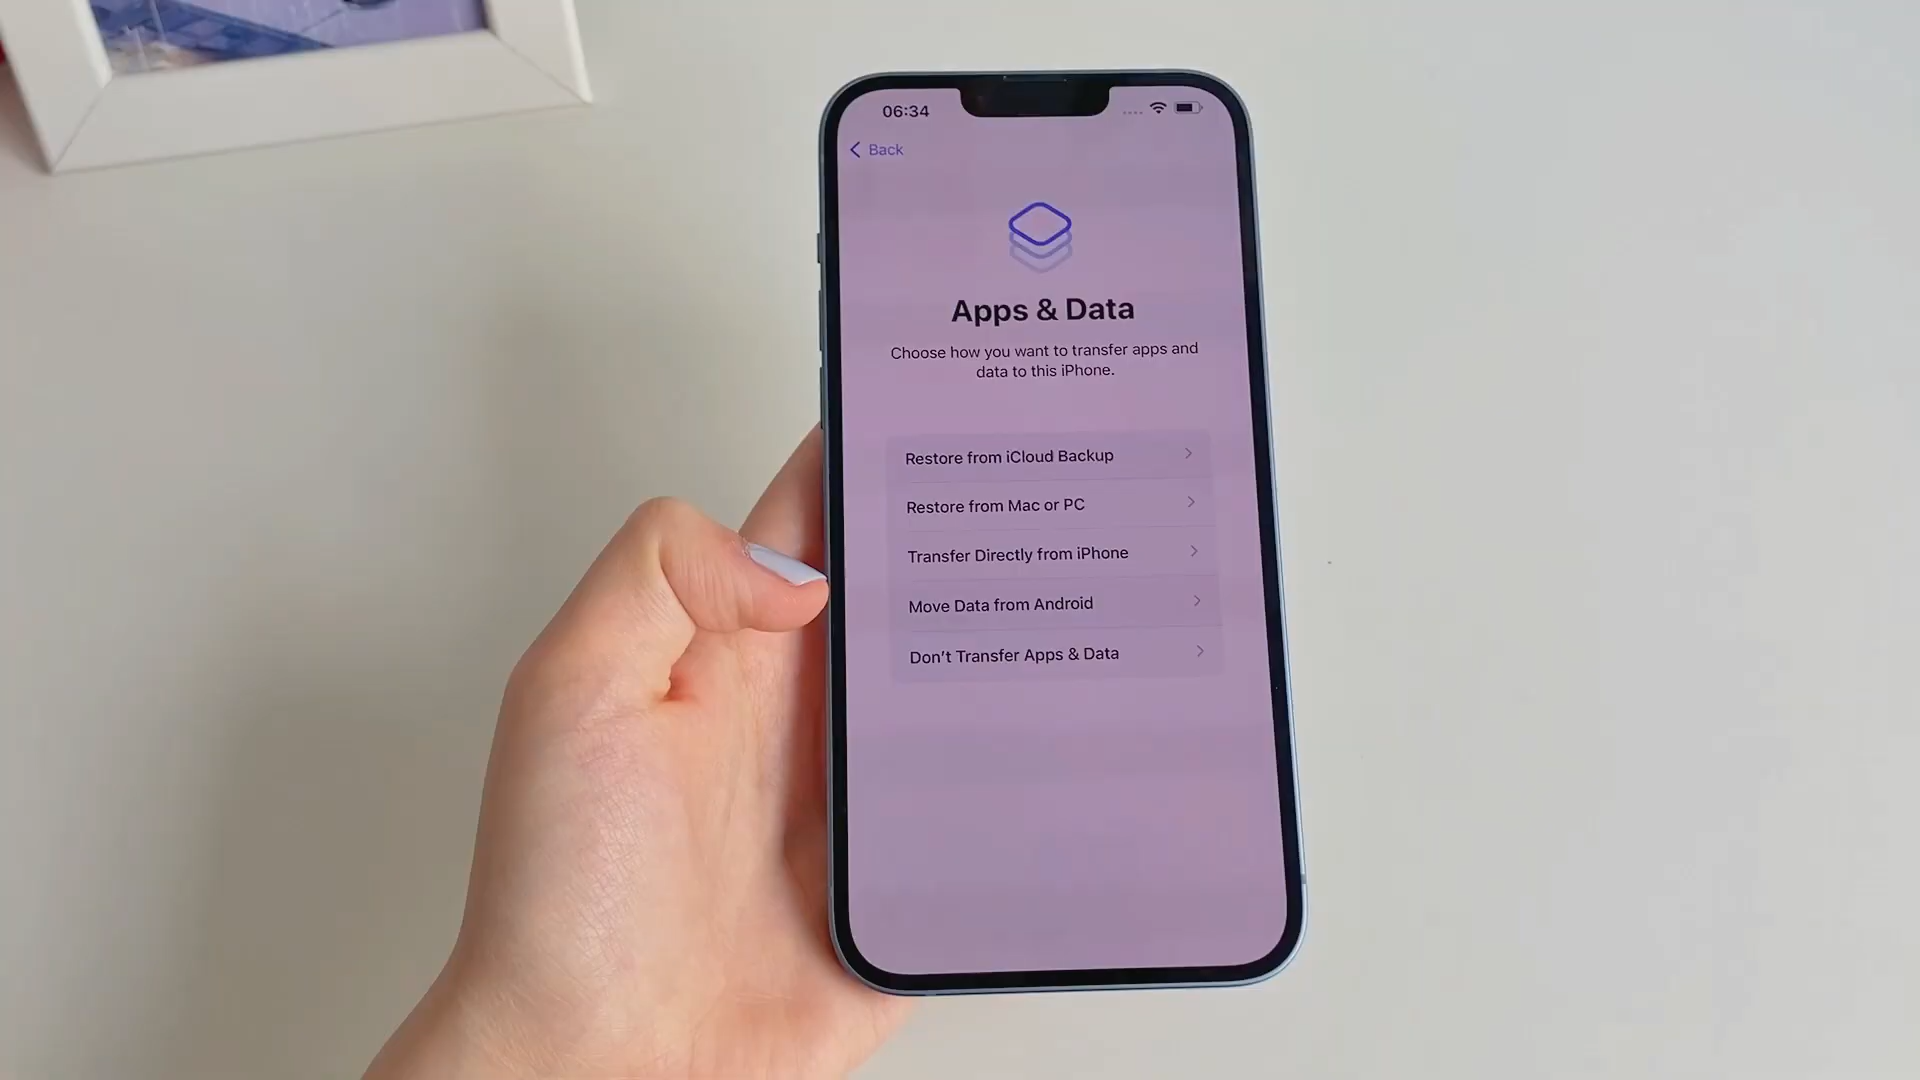 06:34
Back
Apps & Data
Choose how you want to transfer apps and
data to this iPhone.
Restore from iCloud Backup
Restore from Mac or PC
Transfer Directly from iPhone
Move Data from Android
Don’t Transfer Apps & Data